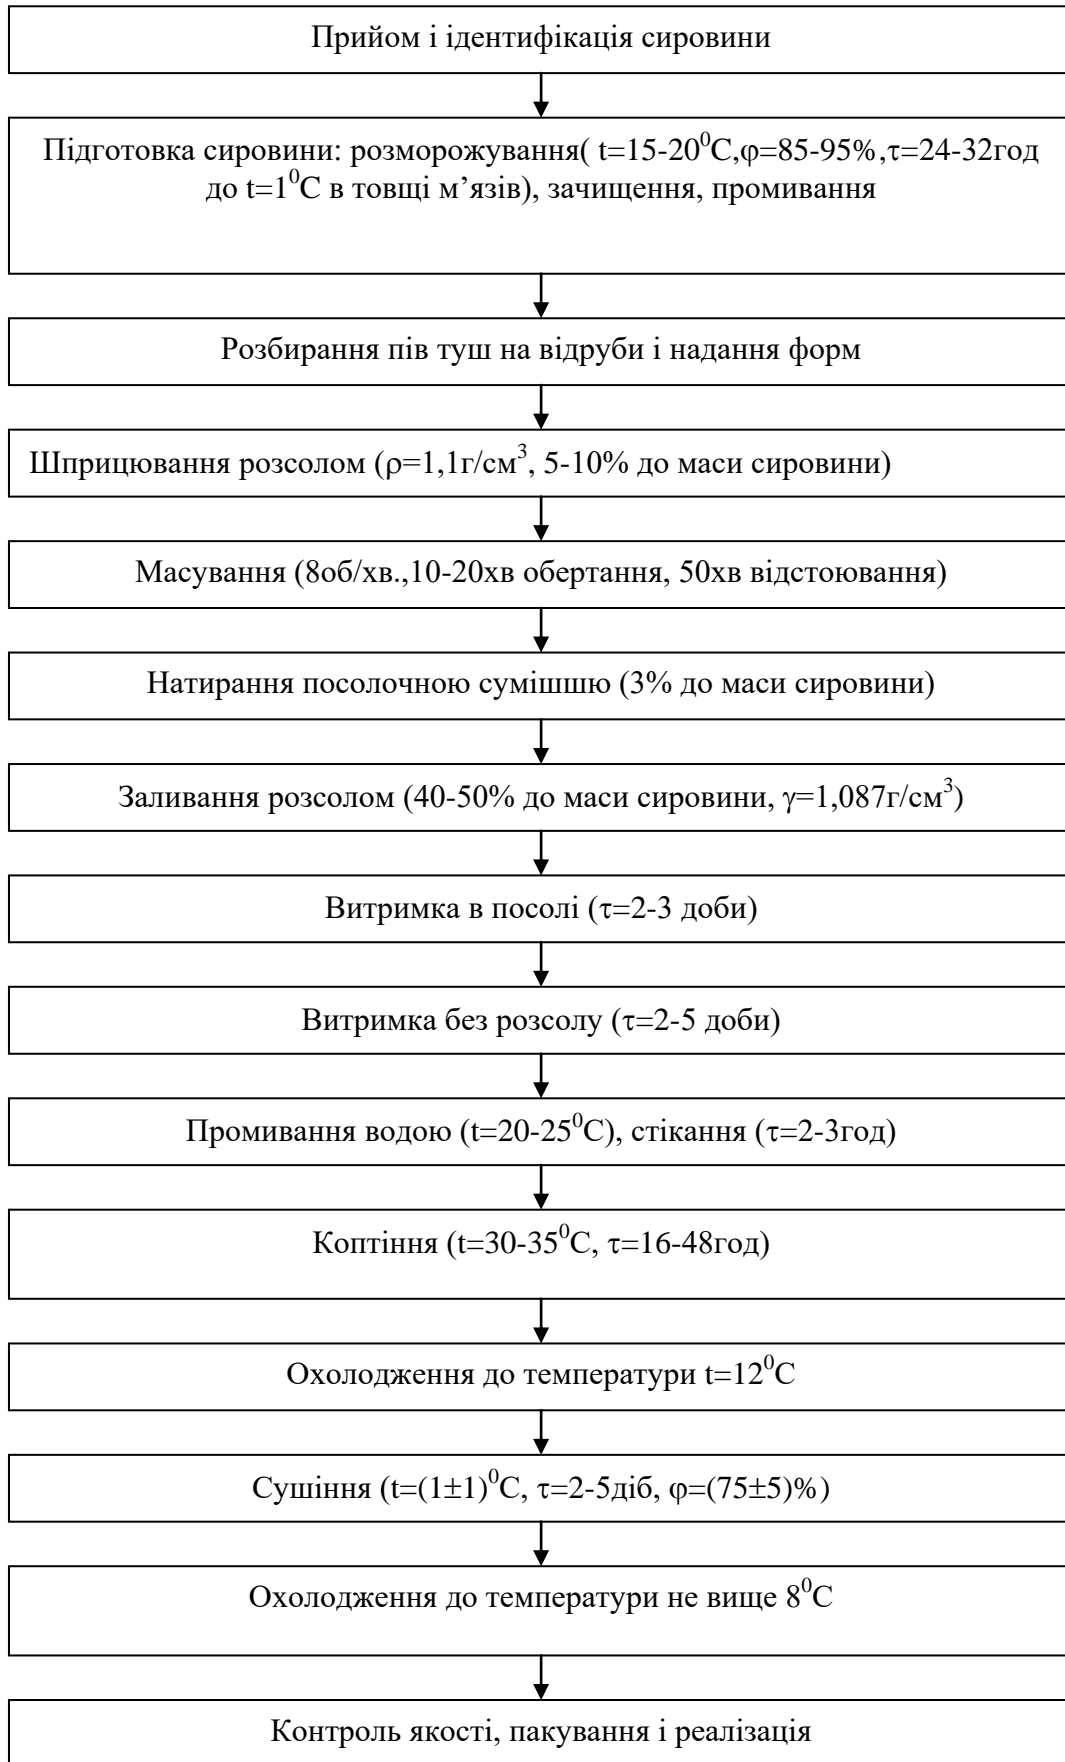 Прийом і ідентифікація сировини
Підготовка сировини: розморожування( t=15-20⁰С,φ=85-95%,τ=24-32год
до t=1⁰С в товщі м’язів), зачищення, промивання
Розбирання пів туш на відруби і надання форм
Шприцювання розсолом (ρ=1,1г/см³, 5-10% до маси сировини)
Масування (8об/хв.,10-20хв обертання, 50хв відстоювання)
Натирання посолочною сумішшю (3% до маси сировини)
Заливання розсолом (40-50% до маси сировини, γ=1,087г/см³)
Витримка в посолі (τ=2-3 доби)
Витримка без розсолу (τ=2-5 доби)
Промивання водою (t=20-25⁰С), стікання (τ=2-3год)
Коптіння (t=30-35⁰С, τ=16-48год)
Охолодження до температури t=12⁰С
Сушіння (t=(1±1)⁰С, τ=2-5діб, φ=(75±5)%)
Охолодження до температури не вище 8⁰С
Контроль якості, пакування і реалізація